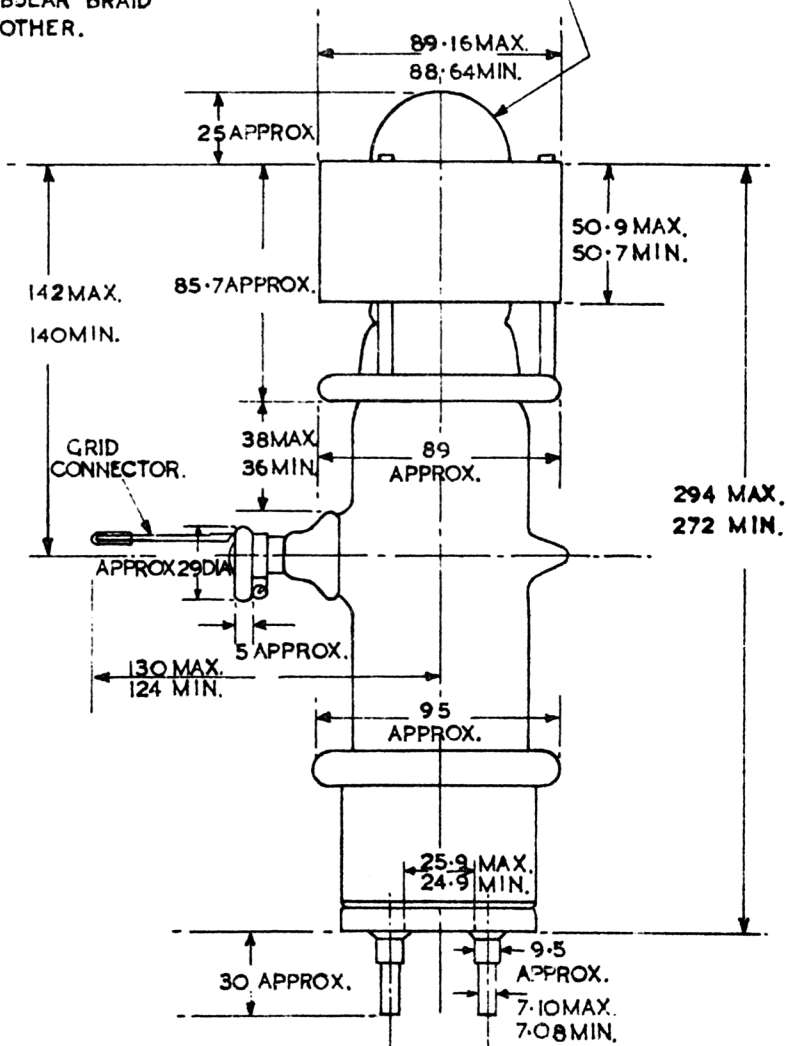 BRAID
OTHER.
89·16 MAX.
88·64 MIN.
25 APPROX
50·9 MAX.
50·7 MIN.
142 MAX.
140 MIN.
85·7 APPROX.
38 MAX.
36 MIN.
89
APPROX.
GRID
CONNECTOR.
294 MAX.
272 MIN.
APPROX 29 DIA
5 APPROX.
130 MAX.
124 MIN.
95
APPROX.
25·9 MAX.
24·9 MIN.
30 APPROX.
9·5
APPROX.
7·10 MAX.
7·08 MIN.